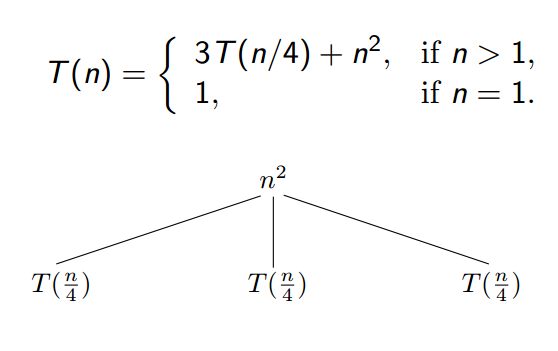 T(n) = { 3T(n/4) + n², if n > 1,
1, if n = 1.
n²
T(n/4) T(n/4) T(n/4)